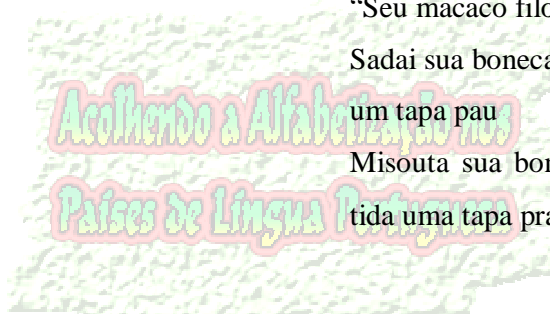 “Seu macaco filo
Sadai sua boneca
um tapa pau
Misouta sua bon
tida uma tapa pra
Acolhendo a Alfabetização nos
Países de Língua Portuguesa